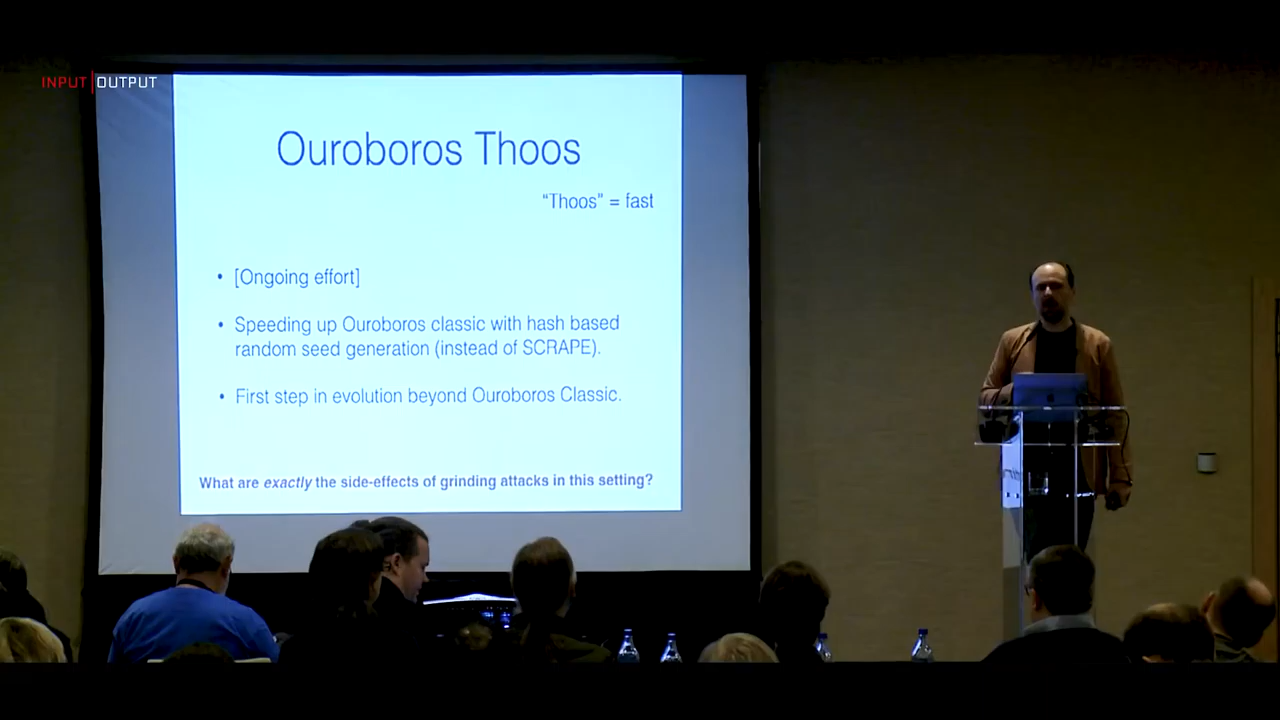 INPUT|OUTPUT
Ouroboros Thoos
“Thoos” = fast
• [Ongoing effort]
• Speeding up Ouroboros classic with hash based
random seed generation (instead of SCRAPE).
• First step in evolution beyond Ouroboros Classic.
What are exactly the side-effects of grinding attacks in this setting?